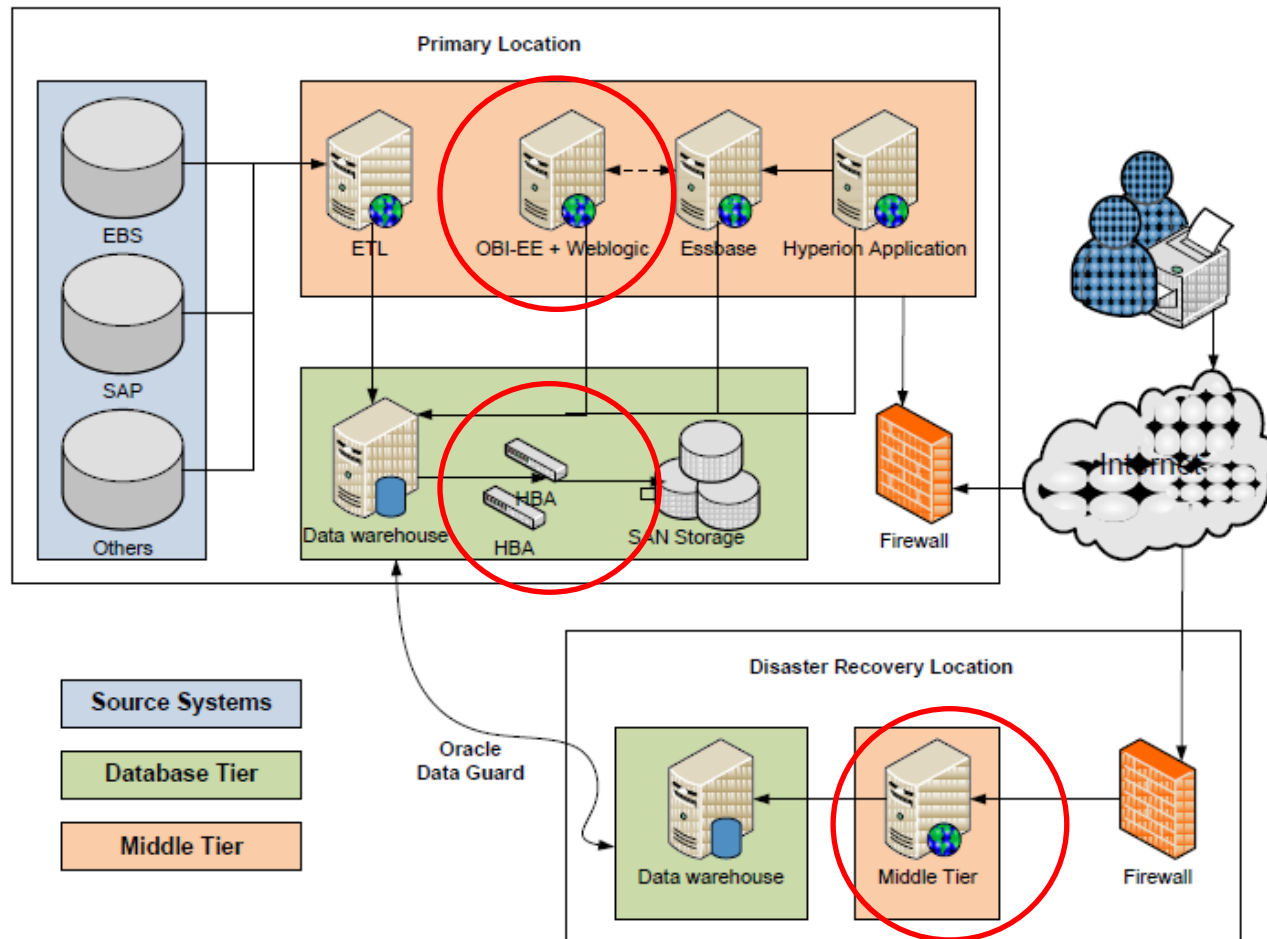 Primary Location
EBS
SAP
Others
ETL
OBI-EE + Weblogic
Essbase
Hyperion Application
Data warehouse
HBA
HBA
SAN Storage
Firewall
Internet
Source Systems
Database Tier
Middle Tier
Oracle
Data Guard
Disaster Recovery Location
Data warehouse
Middle Tier
Firewall